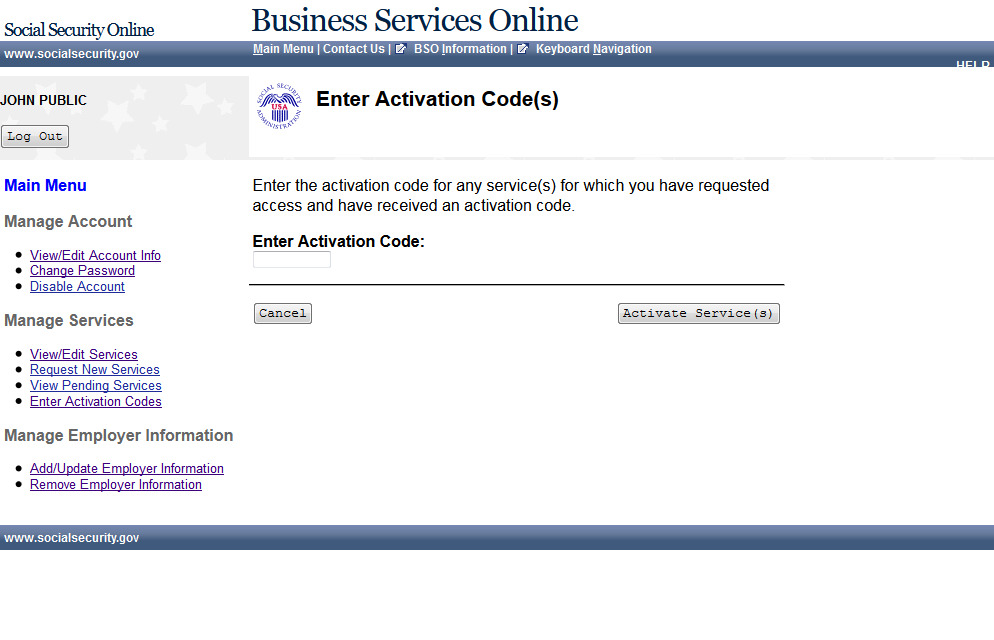 Social Security Online
Business Services Online
www.socialsecurity.gov
Main Menu | Contact Us | BSO Information | Keyboard Navigation
HELP
JOHN PUBLIC
Log Out
SOCIAL SECURITY
USA
ADMINISTRATION
Enter Activation Code(s)
Main Menu
Manage Account
View/Edit Account Info
Change Password
Disable Account
Manage Services
View/Edit Services
Request New Services
View Pending Services
Enter Activation Codes
Manage Employer Information
Add/Update Employer Information
Remove Employer Information
Enter the activation code for any service(s) for which you have requested
access and have received an activation code.
Enter Activation Code:
Cancel
Activate Service(s)
www.socialsecurity.gov